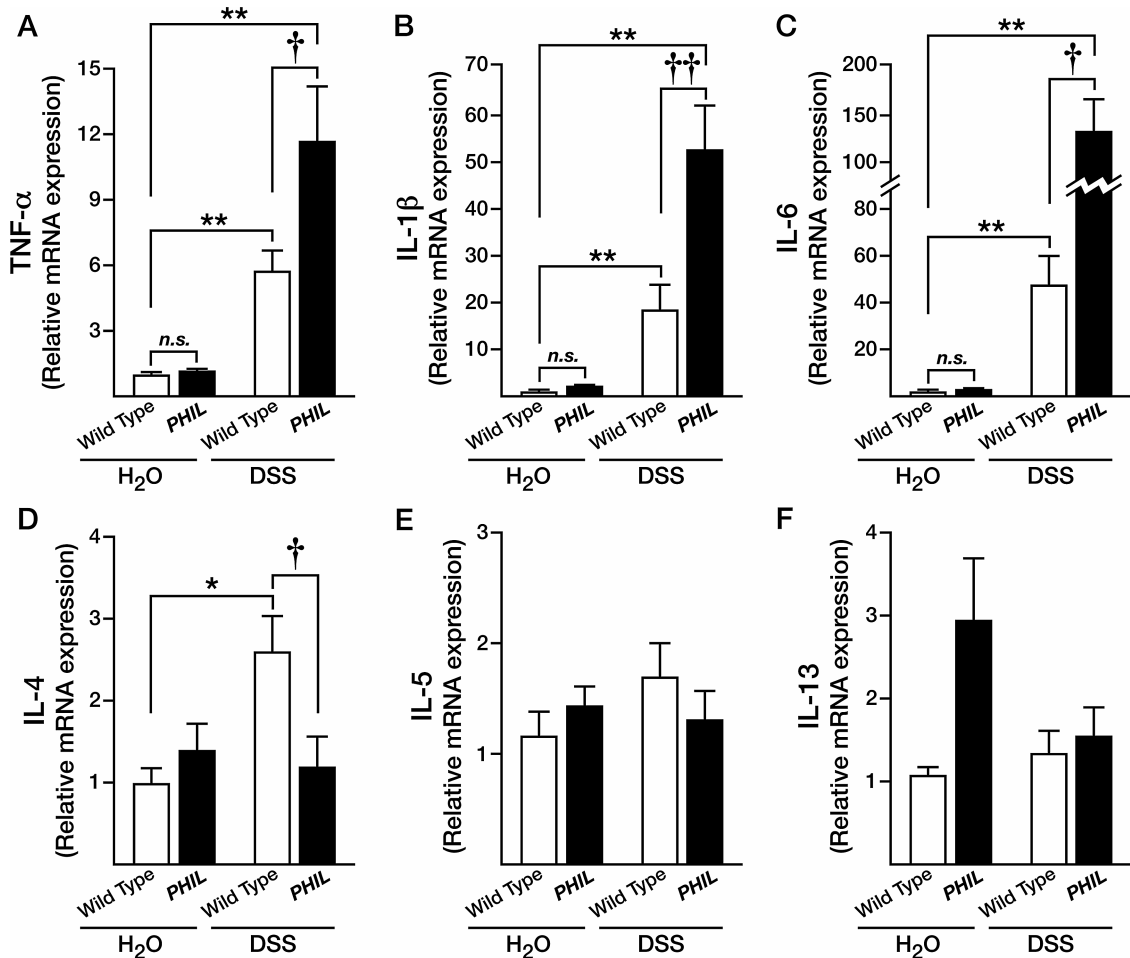 A
TNF-α
(Relative mRNA expression)
15
12
9
6
3
**
†
**
n.s.
Wild Type
PHIL
Wild Type
PHIL
H2O
DSS
B
IL-1β
(Relative mRNA expression)
70
60
50
40
30
20
10
**
††
**
n.s.
Wild Type
PHIL
Wild Type
PHIL
H2O
DSS
C
IL-6
(Relative mRNA expression)
200
150
100
80
60
40
20
**
†
**
n.s.
Wild Type
PHIL
Wild Type
PHIL
H2O
DSS
D
IL-4
(Relative mRNA expression)
4
3
2
1
*
†
Wild Type
PHIL
Wild Type
PHIL
H2O
DSS
E
IL-5
(Relative mRNA expression)
3
2
1
Wild Type
PHIL
Wild Type
PHIL
H2O
DSS
F
IL-13
(Relative mRNA expression)
4
3
2
1
Wild Type
PHIL
Wild Type
PHIL
H2O
DSS